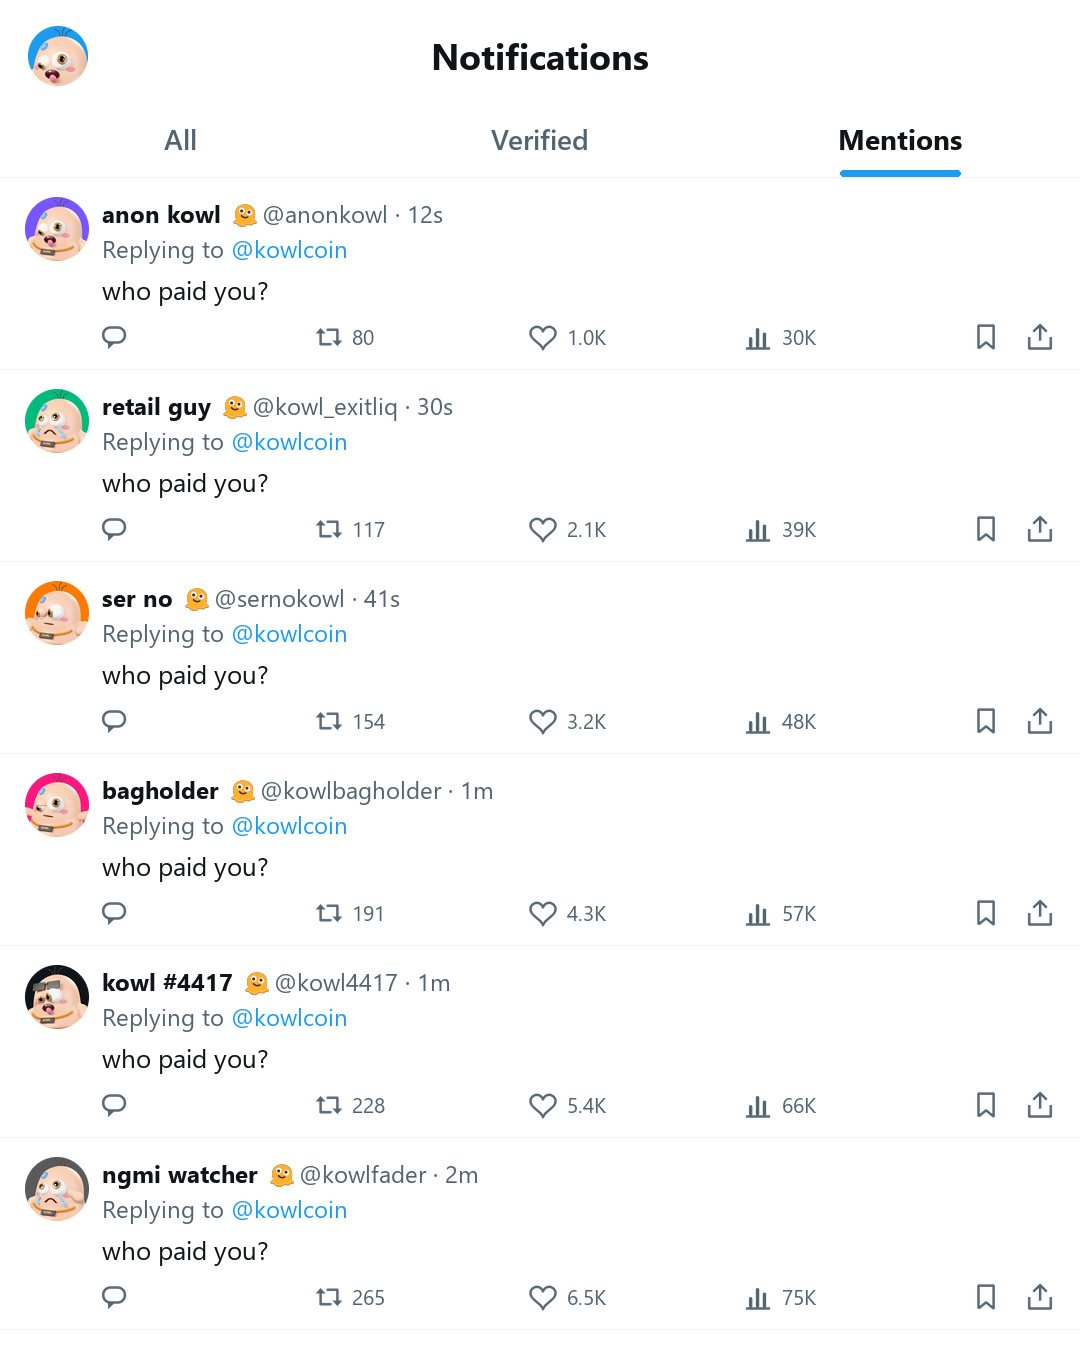 Notifications
All Verified Mentions
anon kowl @anonkowl · 12s
Replying to @kowlcoin
who paid you?
80 1.0K 30K
retail guy @kowl_exitliq · 30s
Replying to @kowlcoin
who paid you?
117 2.1K 39K
ser no @sernokowl · 41s
Replying to @kowlcoin
who paid you?
154 3.2K 48K
bagholder @kowlbagholder · 1m
Replying to @kowlcoin
who paid you?
191 4.3K 57K
kowl #4417 @kowl4417 · 1m
Replying to @kowlcoin
who paid you?
228 5.4K 66K
ngmi watcher @kowlfader · 2m
Replying to @kowlcoin
who paid you?
265 6.5K 75K